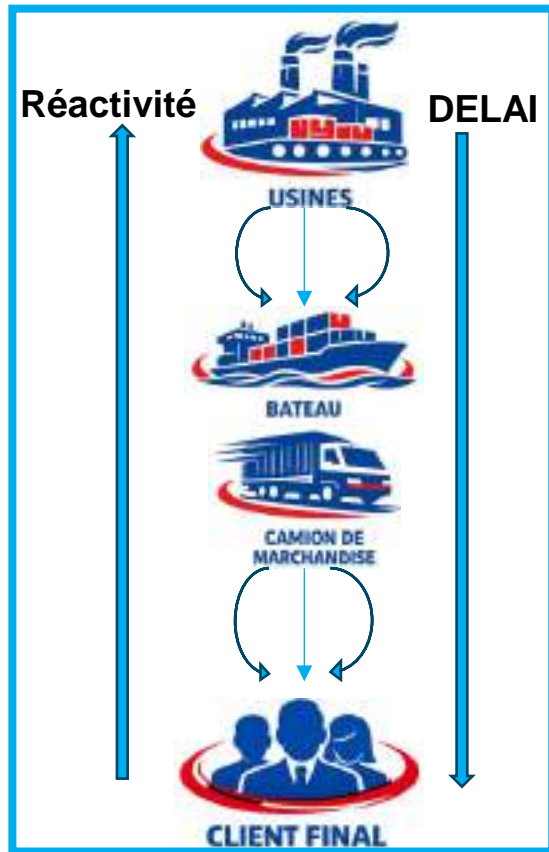 Réactivité
DELAI
USINES
BATEAU
CAMION DE
MARCHANDISE
CLIENT FINAL